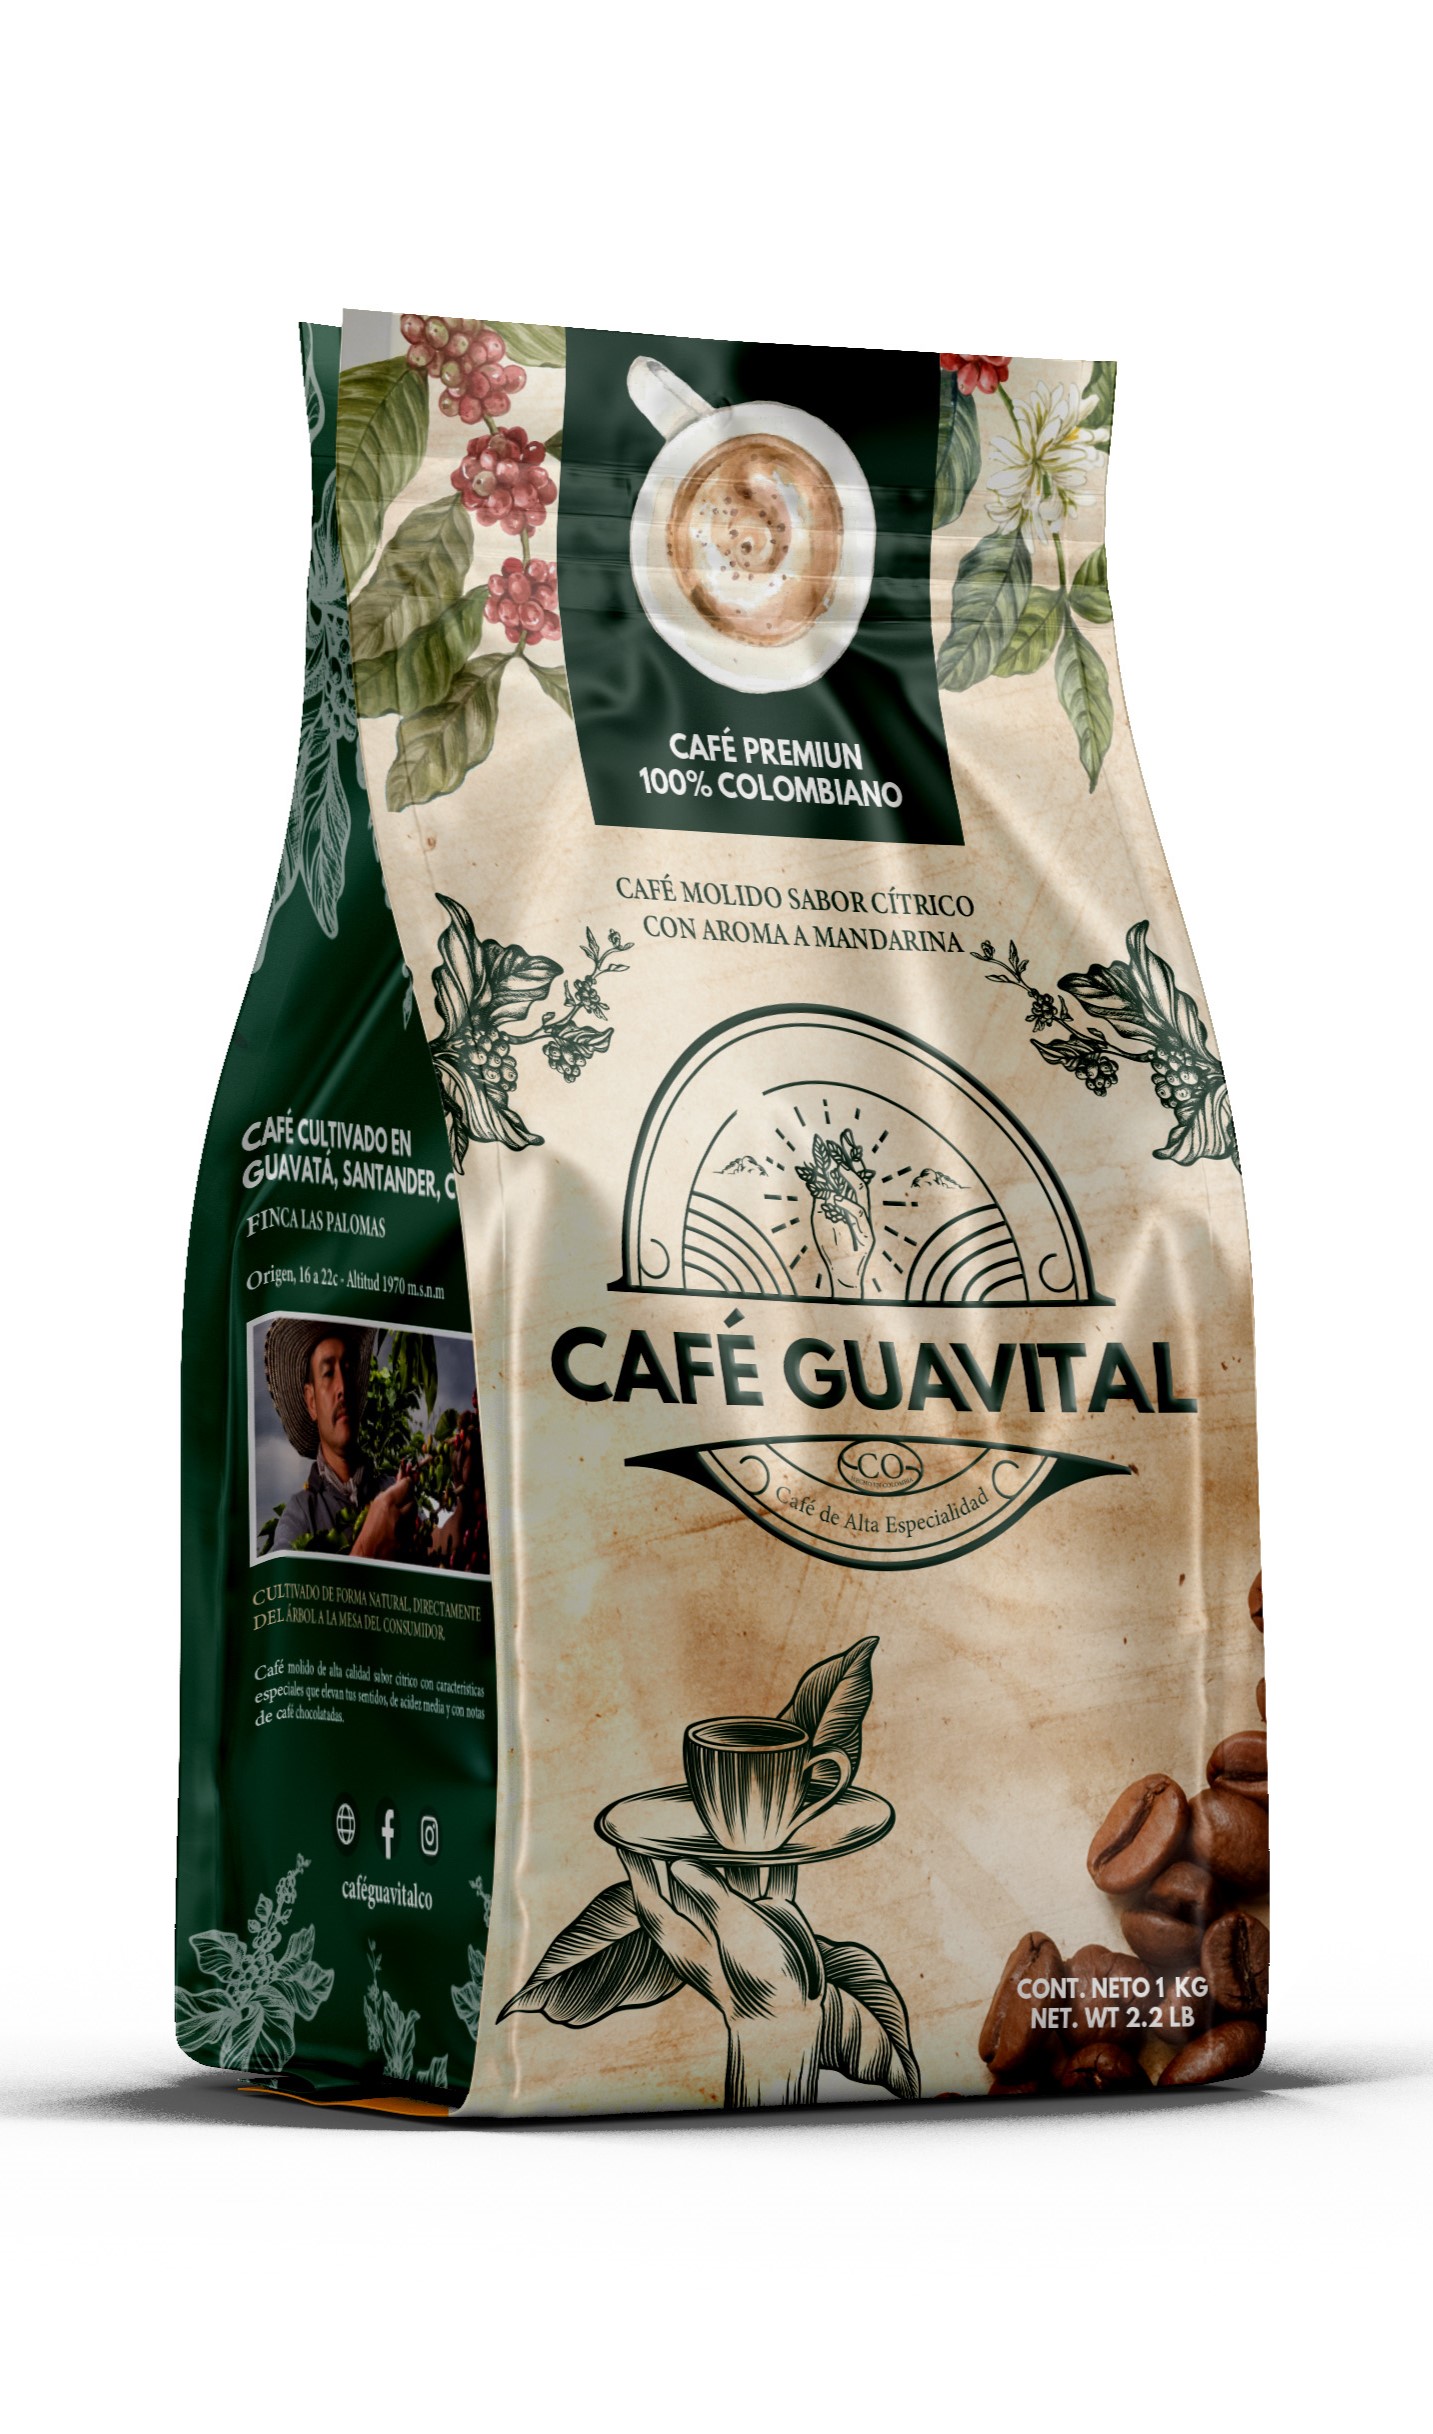 CAFÉ PREMIUN
100% COLOMBIANO
CAFÉ MOLIDO SABOR CÍTRICO
CON AROMA A MANDARINA
CAFÉ GUAVITAL
CO
Café de Alta Especialidad
CONT. NETO 1 KG
NET. WT 2.2 LB
CAFÉ CULTIVADO EN
GUAVATÁ, SANTANDER, C
FINCA LAS PALOMAS
Origen, 16 a 22c - Altitud 1970 m.s.n.m
CULTIVADO DE FORMA NATURAL, DIRECTAMENTE
DEL ÁRBOL A LA MESA DEL CONSUMIDOR.
Café molido de alta calidad sabor cítrico con características
especiales que elevan tus sentidos, de acidez media y con notas
de café chocolatadas.
caféguavitalco